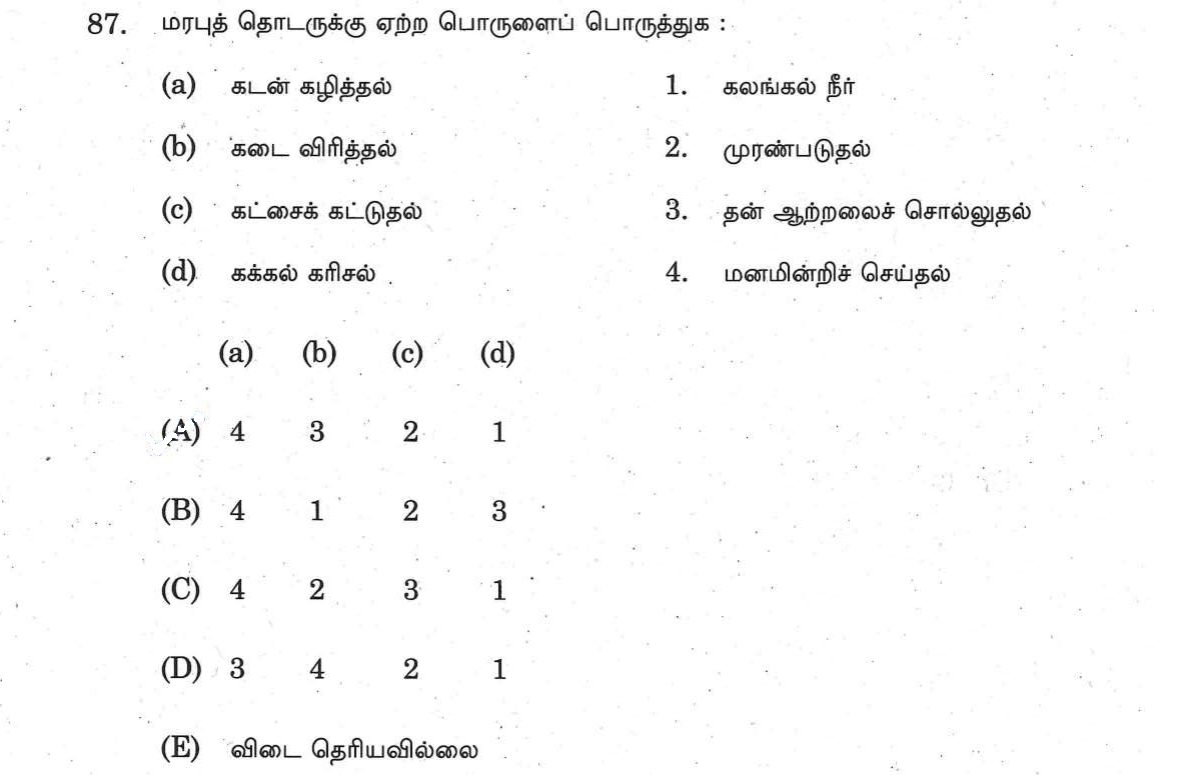 87. மரபுத் தொடருக்கு ஏற்ற பொருளைப் பொருத்துக :
(a) கடன் கழித்தல் 1. கலங்கல் நீர்
(b) கடை விரித்தல் 2. முரண்படுதல்
(c) கட்சைக் கட்டுதல் 3. தன் ஆற்றலைச் சொல்லுதல்
(d) கக்கல் கரிசல் 4. மனமின்றிச் செய்தல்
(a) (b) (c) (d)
(A) 4 3 2 1
(B) 4 1 2 3
(C) 4 2 3 1
(D) 3 4 2 1
(E) விடை தெரியவில்லை